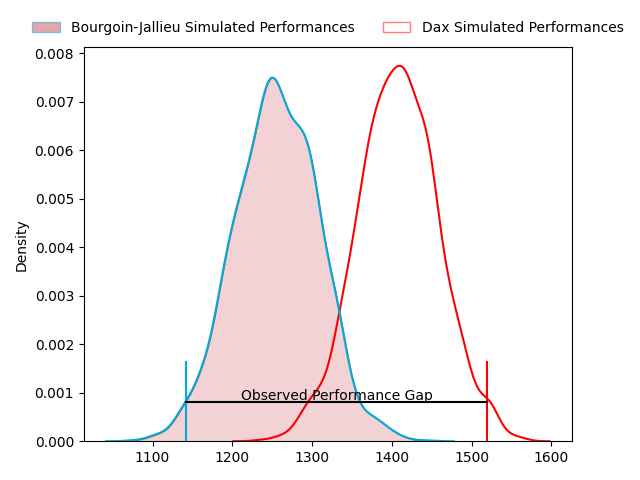 Bourgoin-Jallieu Simulated Performances Dax Simulated Performances
0.008
0.007
0.006
0.005
0.004
0.003
0.002
0.001
0.000
Density
Observed Performance Gap
1100 1200 1300 1400 1500 1600